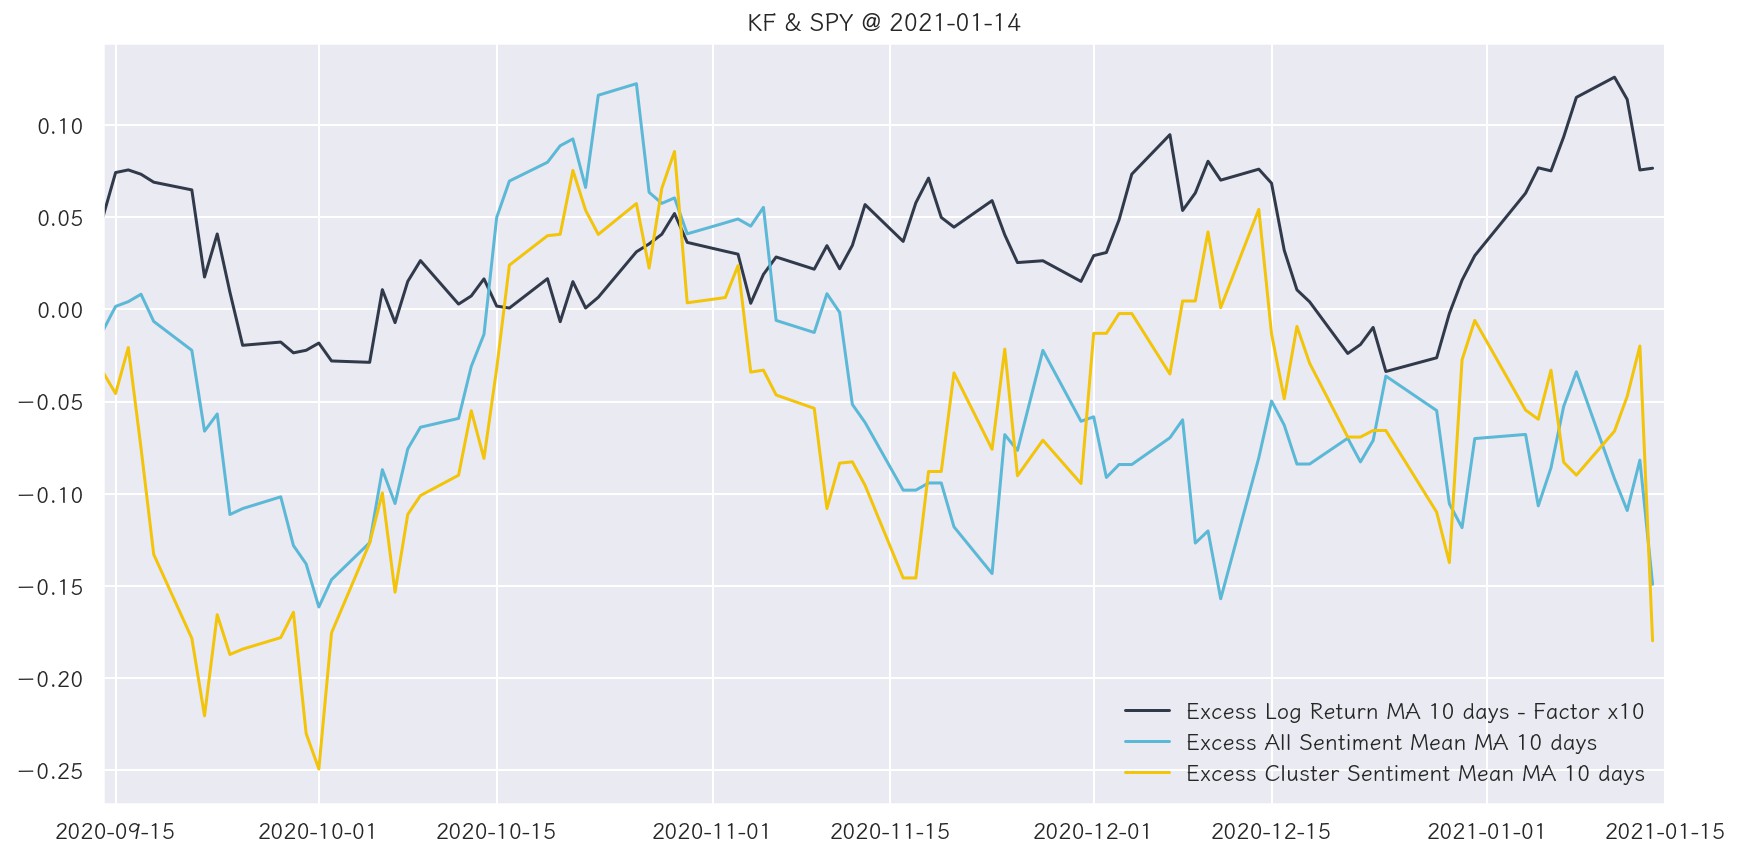 KF & SPY @ 2021-01-14
0.10
0.05
0.00
−0.05
−0.10
−0.15
−0.20
−0.25
Excess Log Return MA 10 days - Factor x10
Excess All Sentiment Mean MA 10 days
Excess Cluster Sentiment Mean MA 10 days
2020-09-15 2020-10-01 2020-10-15 2020-11-01 2020-11-15 2020-12-01 2020-12-15 2021-01-01 2021-01-15